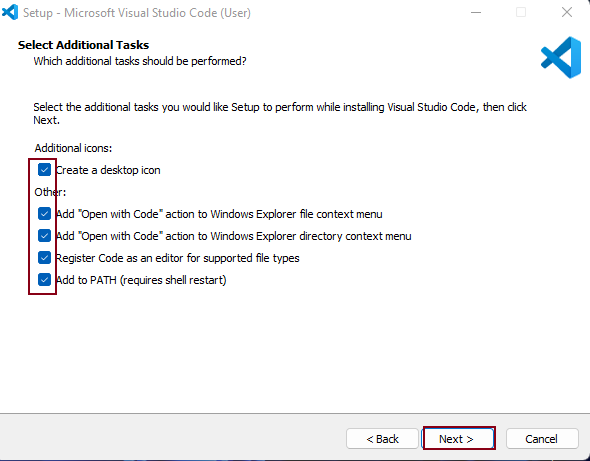 Setup - Microsoft Visual Studio Code (User)
Select Additional Tasks
Which additional tasks should be performed?
Select the additional tasks you would like Setup to perform while installing Visual Studio Code, then click
Next.
Additional icons:
Create a desktop icon
Other:
Add "Open with Code" action to Windows Explorer file context menu
Add "Open with Code" action to Windows Explorer directory context menu
Register Code as an editor for supported file types
Add to PATH (requires shell restart)
< Back Next > Cancel